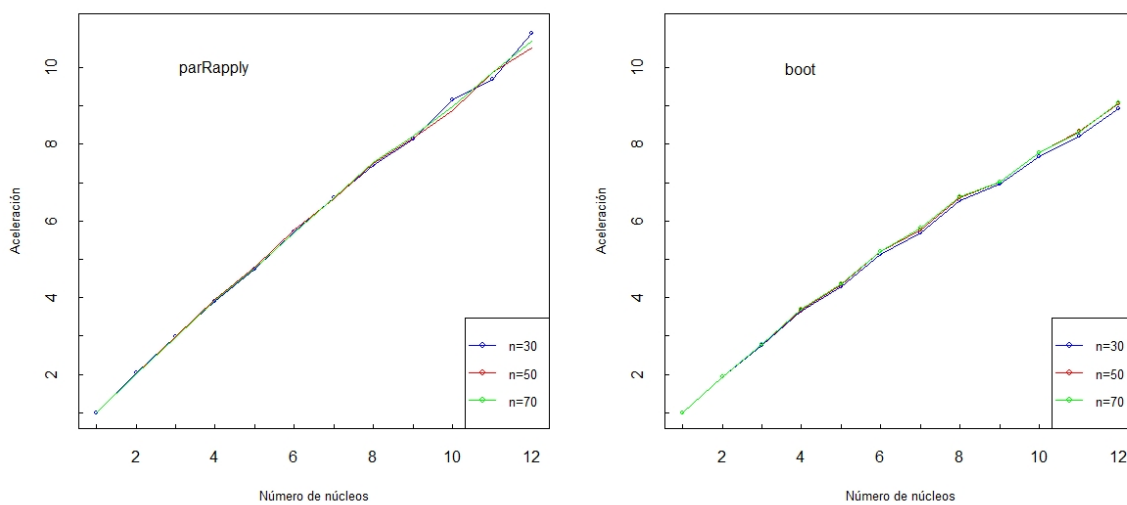 parRapply
Aceleración
10
8
6
4
2
n=30
n=50
n=70
2 4 6 8 10 12
Número de núcleos
boot
Aceleración
10
8
6
4
2
n=30
n=50
n=70
2 4 6 8 10 12
Número de núcleos